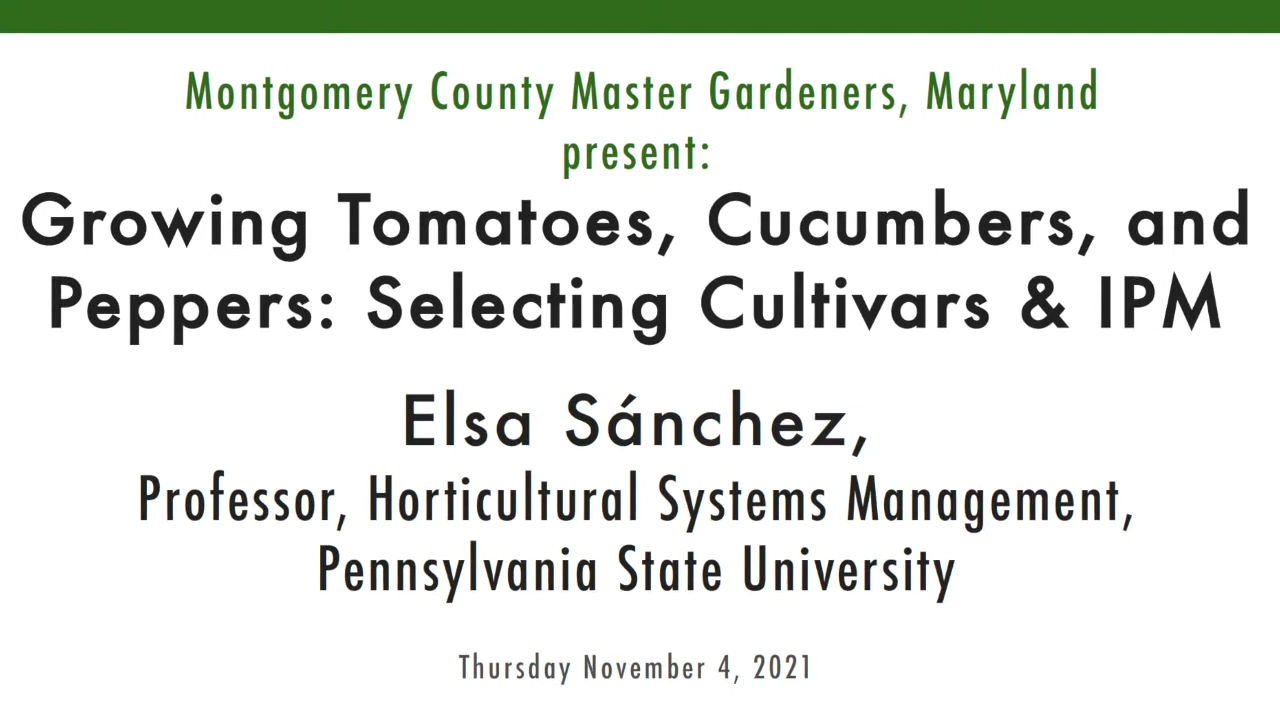 Montgomery County Master Gardeners, Maryland
present:
Growing Tomatoes, Cucumbers, and
Peppers: Selecting Cultivars & IPM
Elsa Sánchez,
Professor, Horticultural Systems Management,
Pennsylvania State University
Thursday November 4, 2021